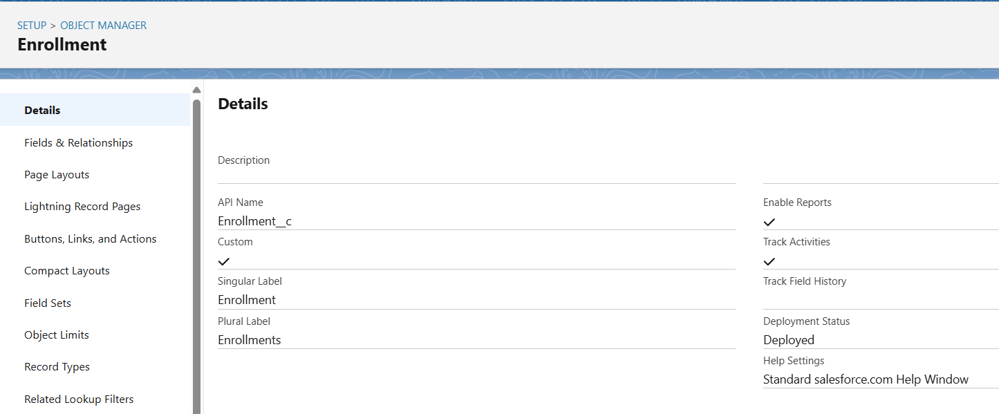 SETUP > OBJECT MANAGER
Enrollment
Details
Fields & Relationships
Page Layouts
Lightning Record Pages
Buttons, Links, and Actions
Compact Layouts
Field Sets
Object Limits
Record Types
Related Lookup Filters
Details
Description
API Name
Enrollment__c
Custom
Singular Label
Enrollment
Plural Label
Enrollments
Enable Reports
Track Activities
Track Field History
Deployment Status
Deployed
Help Settings
Standard salesforce.com Help Window